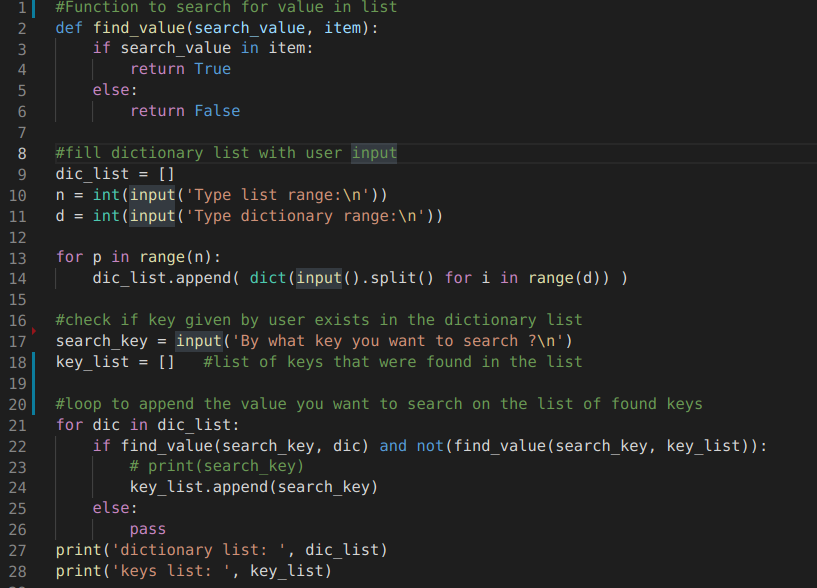 1 #Function to search for value in list
2 def find_value(search_value, item):
3     if search_value in item:
4         return True
5     else:
6         return False
7
8 #fill dictionary list with user input
9 dic_list = []
10 n = int(input('Type list range:\n'))
11 d = int(input('Type dictionary range:\n'))
12
13 for p in range(n):
14     dic_list.append( dict(input().split() for i in range(d)) )
15
16 #check if key given by user exists in the dictionary list
17 search_key = input('By what key you want to search ?\n')
18 key_list = []   #list of keys that were found in the list
19
20 #loop to append the value you want to search on the list of found keys
21 for dic in dic_list:
22     if find_value(search_key, dic) and not(find_value(search_key, key_list)):
23         # print(search_key)
24         key_list.append(search_key)
25     else:
26         pass
27 print('dictionary list: ', dic_list)
28 print('keys list: ', key_list)